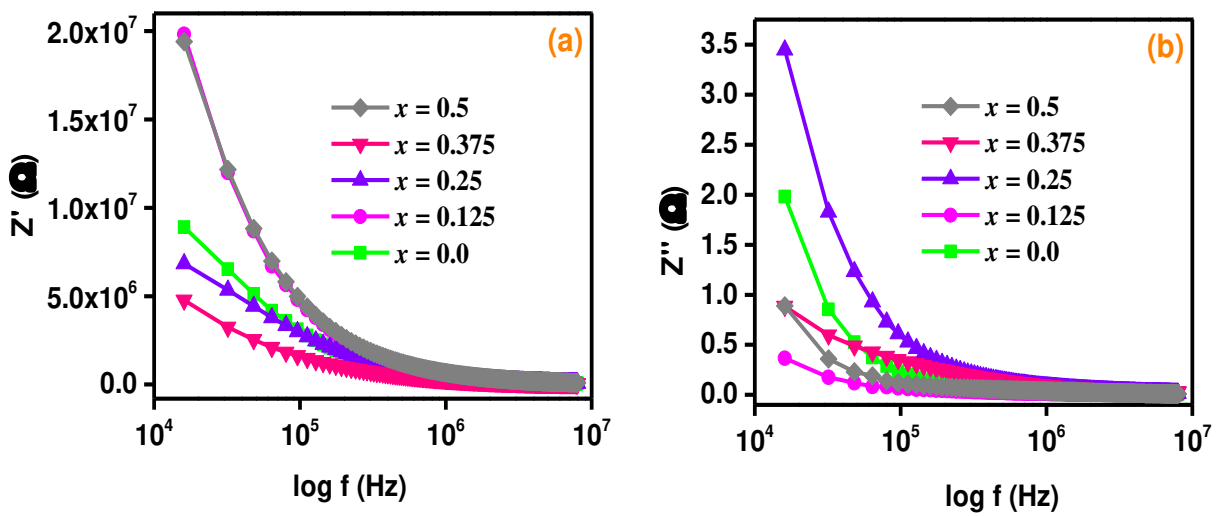 (a)
2.0x10⁷
1.5x10⁷
1.0x10⁷
5.0x10⁶
0.0
Z' (
x = 0.5
x = 0.375
x = 0.25
x = 0.125
x = 0.0
10⁴ 10⁵ 10⁶ 10⁷
log f (Hz)
(b)
3.5
3.0
2.5
2.0
1.5
1.0
0.5
0.0
Z'' (
x = 0.5
x = 0.375
x = 0.25
x = 0.125
x = 0.0
10⁴ 10⁵ 10⁶ 10⁷
log f (Hz)